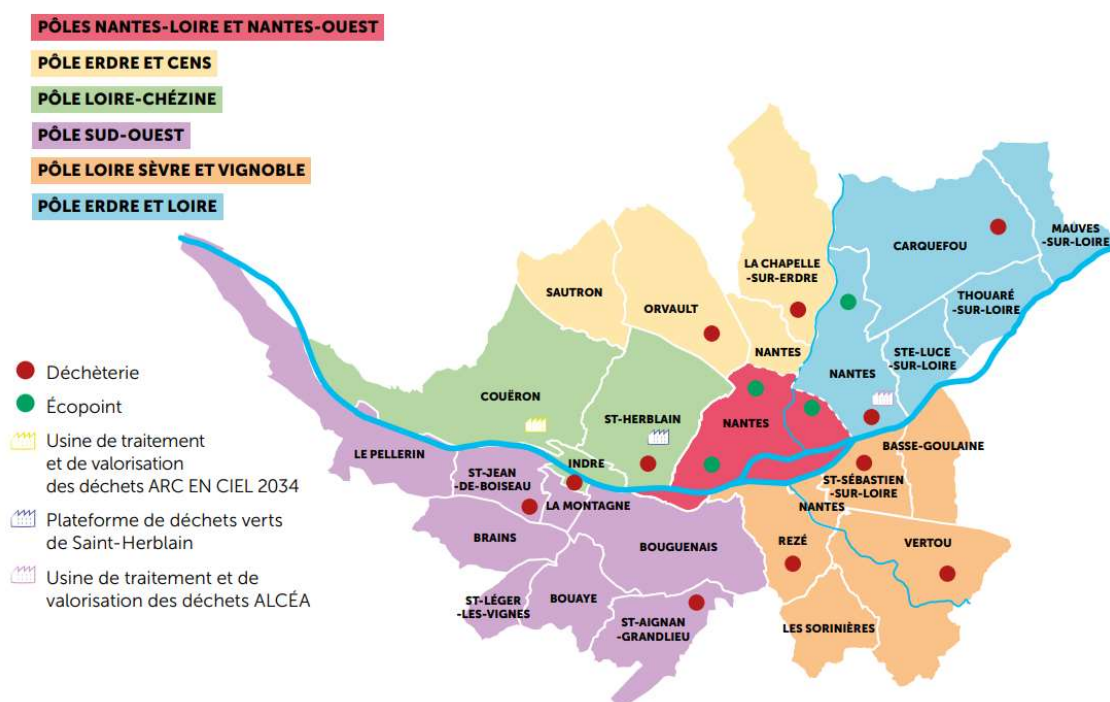 PÔLES NANTES-LOIRE ET NANTES-OUEST
PÔLE ERDRE ET CENS
PÔLE LOIRE-CHÉZINE
PÔLE SUD-OUEST
PÔLE LOIRE SÈVRE ET VIGNOBLE
PÔLE ERDRE ET LOIRE
Déchèterie
Écopoint
Usine de traitement
et de valorisation
des déchets ARC EN CIEL 2034
Plateforme de déchets verts
de Saint-Herblain
Usine de traitement et de
valorisation des déchets ALCÉA
MAUVES
-SUR-LOIRE
CARQUEFOU
LA CHAPELLE
-SUR-ERDRE
SAUTRON
THOUARÉ
-SUR-LOIRE
ORVAULT
STE-LUCE
-SUR-LOIRE
NANTES
NANTES
COUËRON
ST-HERBLAIN
NANTES
BASSE-GOULAINE
LE PELLERIN
INDRE
ST-JEAN
-DE-BOISEAU
ST-SÉBASTIEN
-SUR-LOIRE
LA MONTAGNE
NANTES
BRAINS
BOUGUENAIS
REZÉ
VERTOU
ST-LÉGER
-LES-VIGNES
BOUAYE
ST-AIGNAN
-GRANDLIEU
LES SORINIÈRES